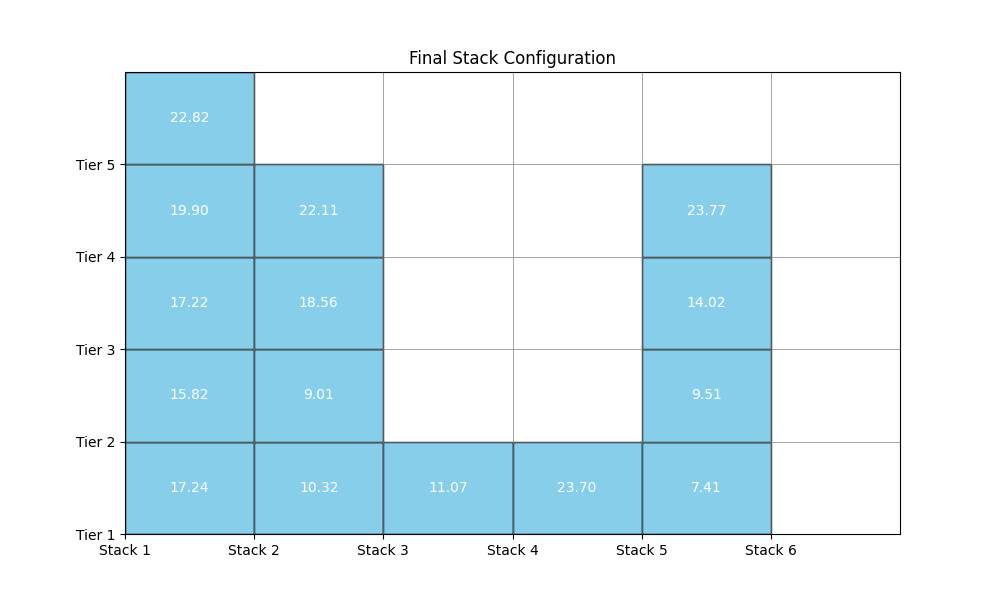 Final Stack Configuration
22.82
Tier 5
19.90 22.11 23.77
Tier 4
17.22 18.56 14.02
Tier 3
15.82 9.01 9.51
Tier 2
17.24 10.32 11.07 23.70 7.41
Tier 1
Stack 1 Stack 2 Stack 3 Stack 4 Stack 5 Stack 6